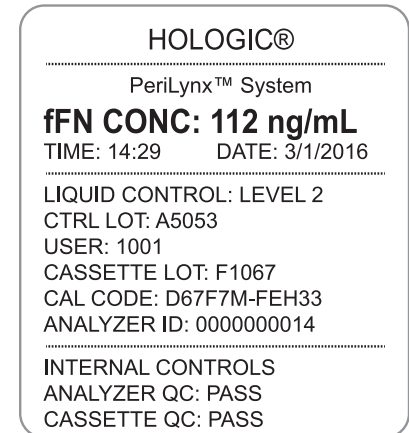 HOLOGIC®
PeriLynx™ System
fFN CONC: 112 ng/mL
TIME: 14:29 DATE: 3/1/2016
LIQUID CONTROL: LEVEL 2
CTRL LOT: A5053
USER: 1001
CASSETTE LOT: F1067
CAL CODE: D67F7M-FEH33
ANALYZER ID: 0000000014
INTERNAL CONTROLS
ANALYZER QC: PASS
CASSETTE QC: PASS